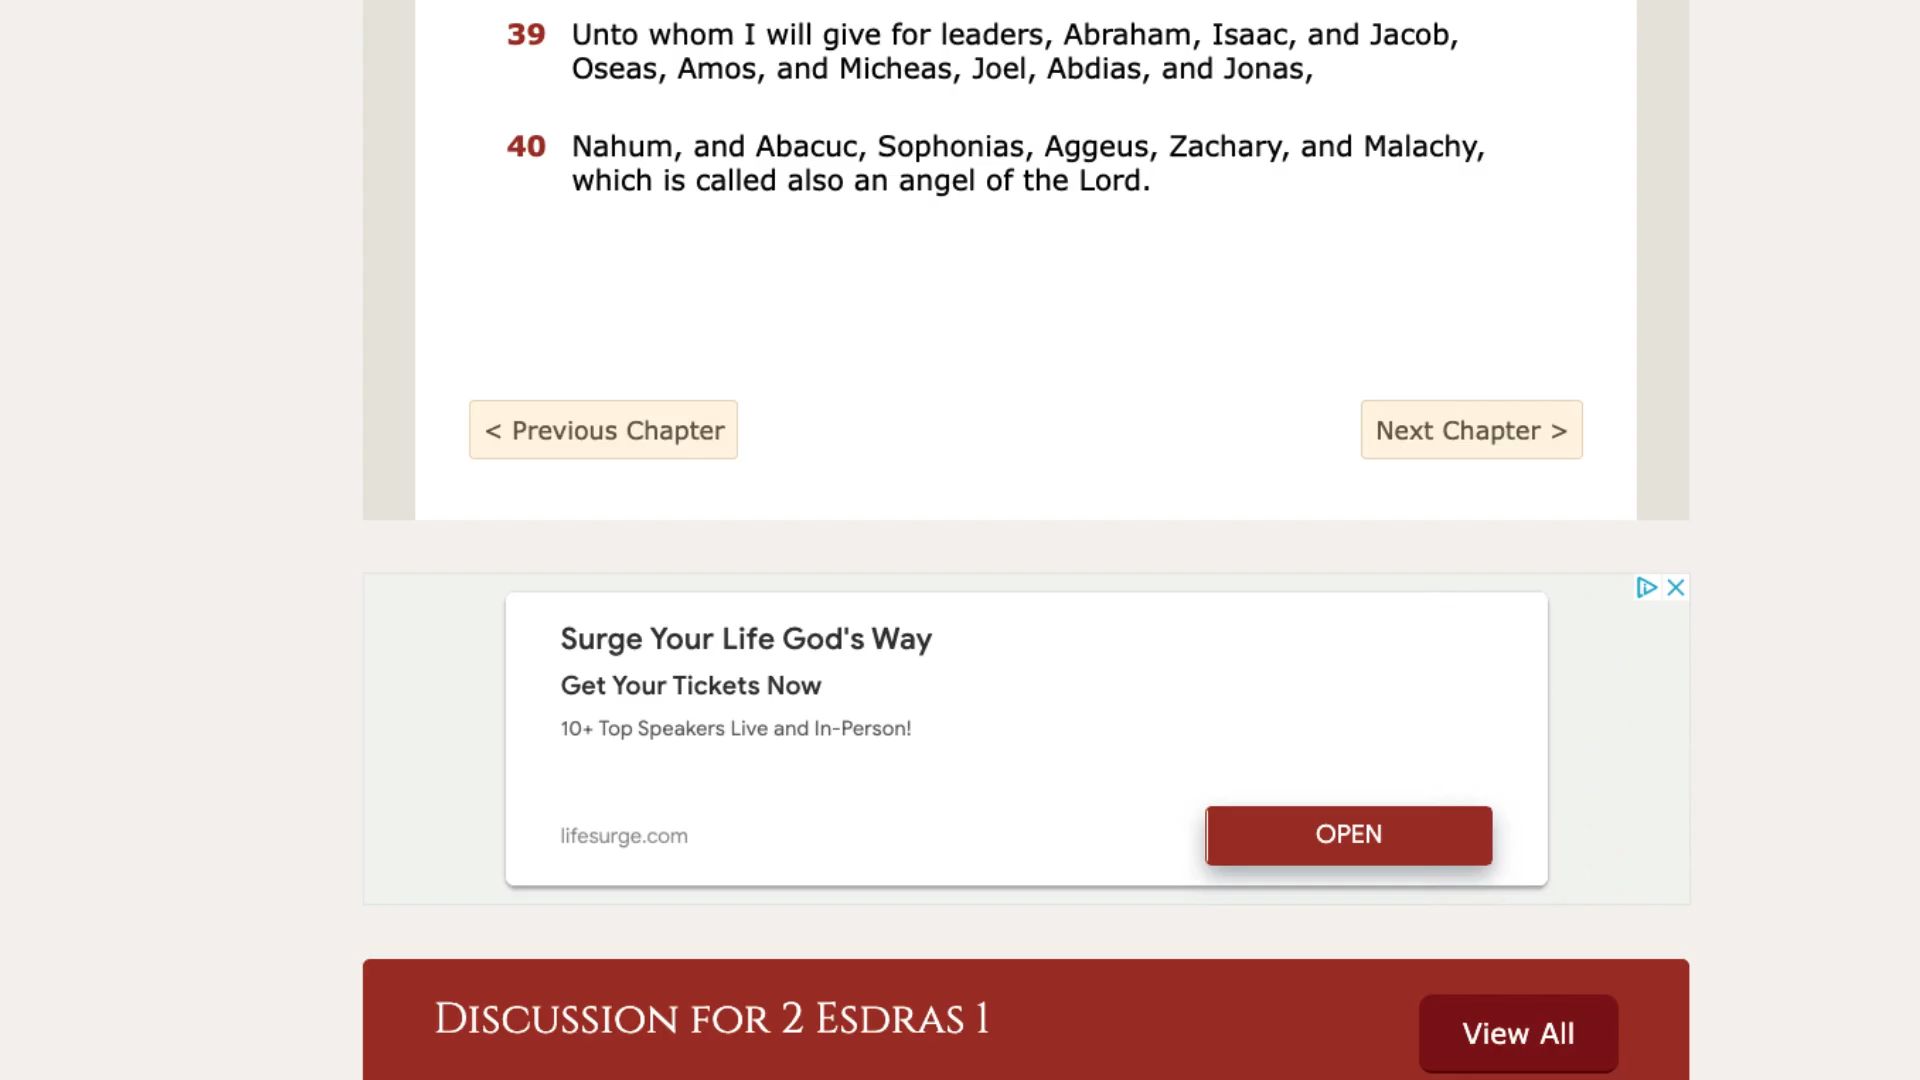 39 Unto whom I will give for leaders, Abraham, Isaac, and Jacob,
Oseas, Amos, and Micheas, Joel, Abdias, and Jonas,
40 Nahum, and Abacuc, Sophonias, Aggeus, Zachary, and Malachy,
which is called also an angel of the Lord.
< Previous Chapter
Next Chapter >
Surge Your Life God's Way
Get Your Tickets Now
10+ Top Speakers Live and In-Person!
lifesurge.com
OPEN
Discussion for 2 Esdras 1
View All